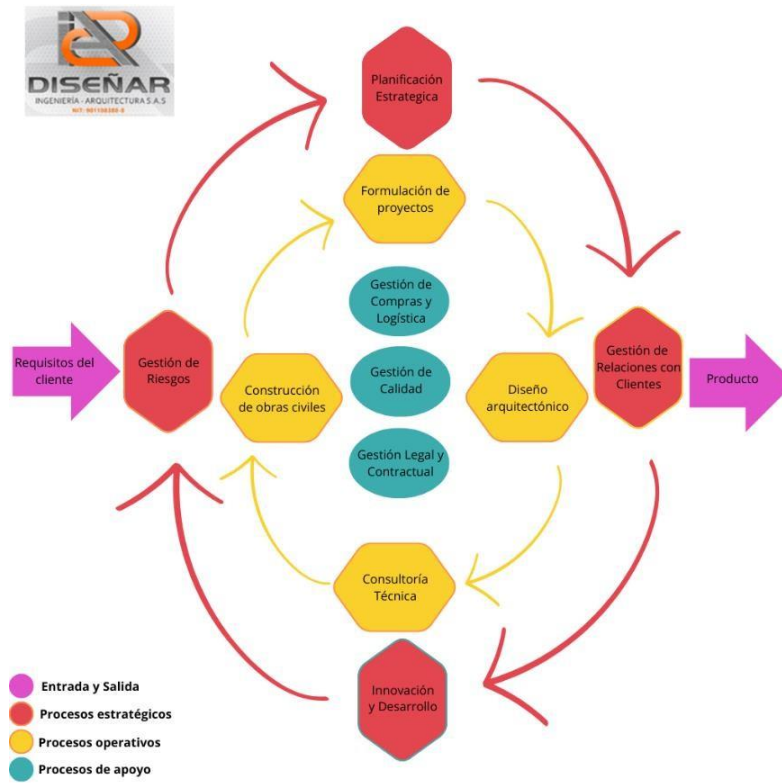 DISEÑAR
INGENIERÍA - ARQUITECTURA S.A.S
Planificación
Estrategica
Formulación de
proyectos
Gestión de
Compras y
Logística
Requisitos del
cliente
Gestión de
Riesgos
Construcción
de obras civiles
Gestión de
Calidad
Diseño
arquitectónico
Gestión de
Relaciones con
Clientes
Producto
Gestión Legal y
Contractual
Consultoría
Técnica
Innovación
y Desarrollo
Entrada y Salida
Procesos estratégicos
Procesos operativos
Procesos de apoyo